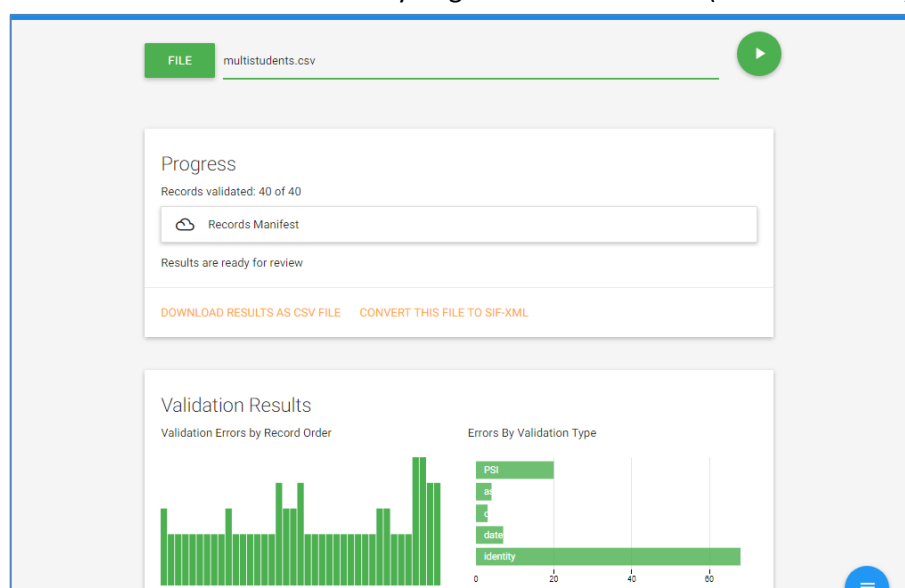 FILE multistudents.csv
Progress
Records validated: 40 of 40
Records Manifest
Results are ready for review
DOWNLOAD RESULTS AS CSV FILE CONVERT THIS FILE TO SIF-XML
Validation Results
Validation Errors by Record Order
Errors By Validation Type
PSI
as
date
identity
0 20 40 60